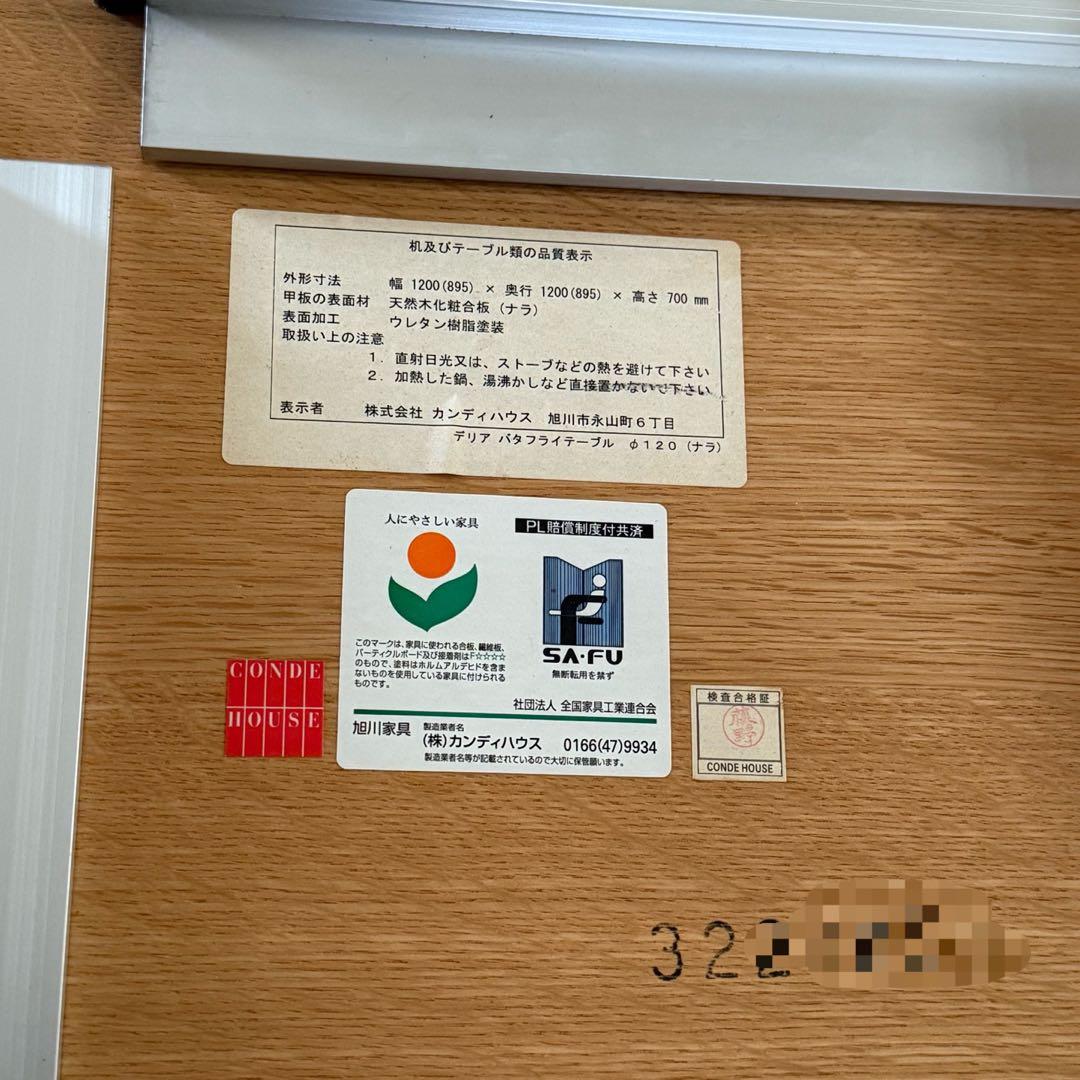 机及びテーブル類の品質表示
外形寸法 幅 1200(895) × 奥行 1200(895) × 高さ 700 mm
甲板の表面材 天然木化粧合板 (ナラ)
表面加工 ウレタン樹脂塗装
取扱い上の注意
1. 直射日光又は、ストーブなどの熱を避けて下さい
2. 加熱した鍋、湯沸かしなど直接置かないで下さい
表示者 株式会社 カンディハウス 旭川市永山町6丁目
デリア バタフライテーブル φ120 (ナラ)
人にやさしい家具
このマークは、家具に使われる合板、繊維板、
パーティクルボード及び接着剤はF☆☆☆☆
のもので、塗料はホルムアルデヒドを含ま
ないものを使用している家具に付けられる
ものです。
PL賠償制度付共済
SA・FU
無断転用を禁ず
社団法人 全国家具工業連合会
旭川家具 製造業者名
(株)カンディハウス 0166(47)9934
製造業者名等が記載されているので大切に保管願います。
CONDE
HOUSE
検査合格証
藤野
CONDE HOUSE
322